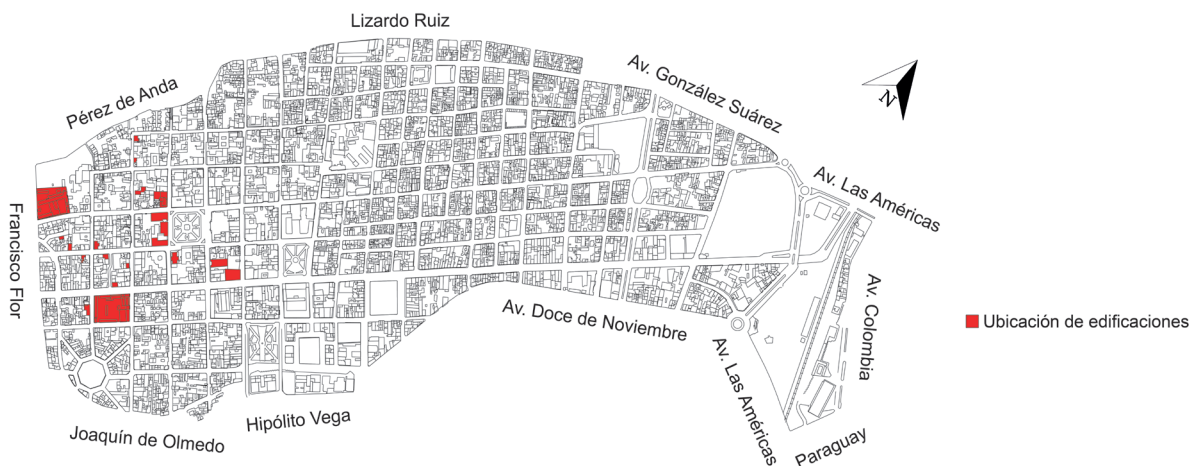 Lizardo Ruiz
Av. González Suárez
Pérez de Anda
N
Av. Las Américas
Francisco Flor
Av. Colombia
Av. Doce de Noviembre
Ubicación de edificaciones
Av. Las Américas
Hipólito Vega
Joaquín de Olmedo
Paraguay